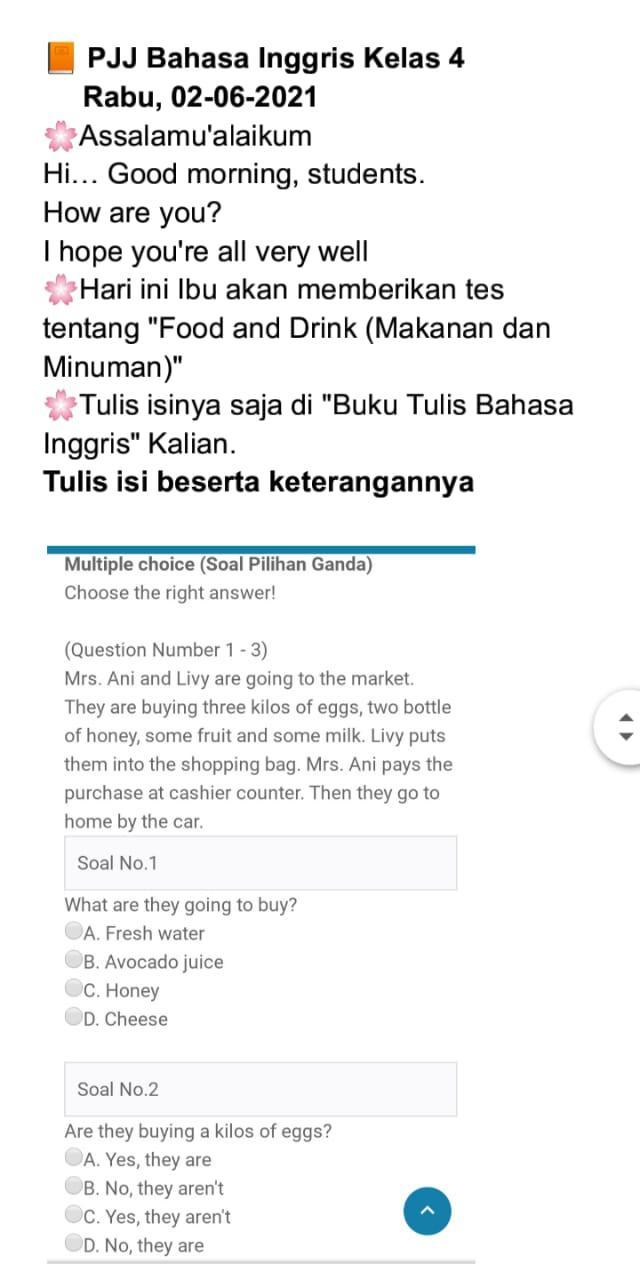 PJJ Bahasa Inggris Kelas 4
Rabu, 02-06-2021
🌸Assalamu'alaikum
Hi... Good morning, students.
How are you?
I hope you're all very well
🌸Hari ini Ibu akan memberikan tes
tentang "Food and Drink (Makanan dan
Minuman)"
🌸Tulis isinya saja di "Buku Tulis Bahasa
Inggris" Kalian.
Tulis isi beserta keterangannya
Multiple choice (Soal Pilihan Ganda)
Choose the right answer!
(Question Number 1 - 3)
Mrs. Ani and Livy are going to the market.
They are buying three kilos of eggs, two bottle
of honey, some fruit and some milk. Livy puts
them into the shopping bag. Mrs. Ani pays the
purchase at cashier counter. Then they go to
home by the car.
Soal No.1
What are they going to buy?
A. Fresh water
B. Avocado juice
C. Honey
D. Cheese
Soal No.2
Are they buying a kilos of eggs?
A. Yes, they are
B. No, they aren't
C. Yes, they aren't
D. No, they are